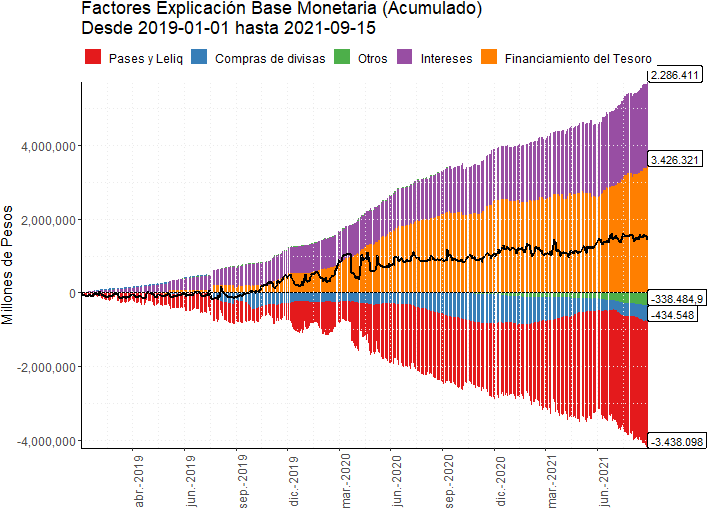 Factores Explicación Base Monetaria (Acumulado)
Desde 2019-01-01 hasta 2021-09-15
Pases y Leliq Compras de divisas Otros Intereses Financiamiento del Tesoro
2.286.411
4,000,000
3.426.321
2,000,000
Millones de Pesos
0
-338.484,9
-434.548
-2,000,000
-4,000,000
-3.438.098
abr.-2019 jun.-2019 sep.-2019 dic.-2019 mar.-2020 jun.-2020 sep.-2020 dic.-2020 mar.-2021 jun.-2021